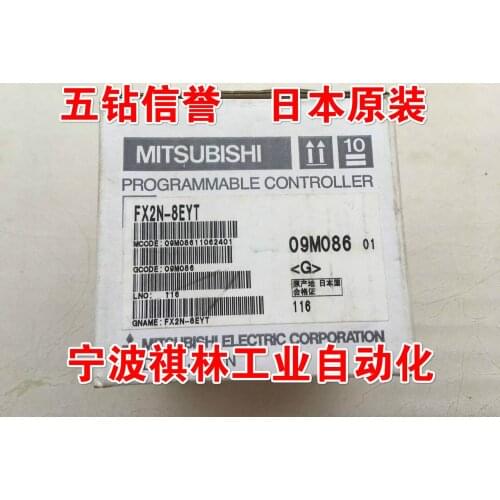 五钻信誉 日本原装
MITSUBISHI
10
PROGRAMMABLE CONTROLLER
FX2N-8EYT
MCODE: 09M08611062401
09M086 01
GCODE: 09M086
<G>
原产地 日本国
合格证
LNO: 116
116
GNAME: FX2N-8EYT
MITSUBISHI ELECTRIC CORPORATION
宁波祺林工业自动化